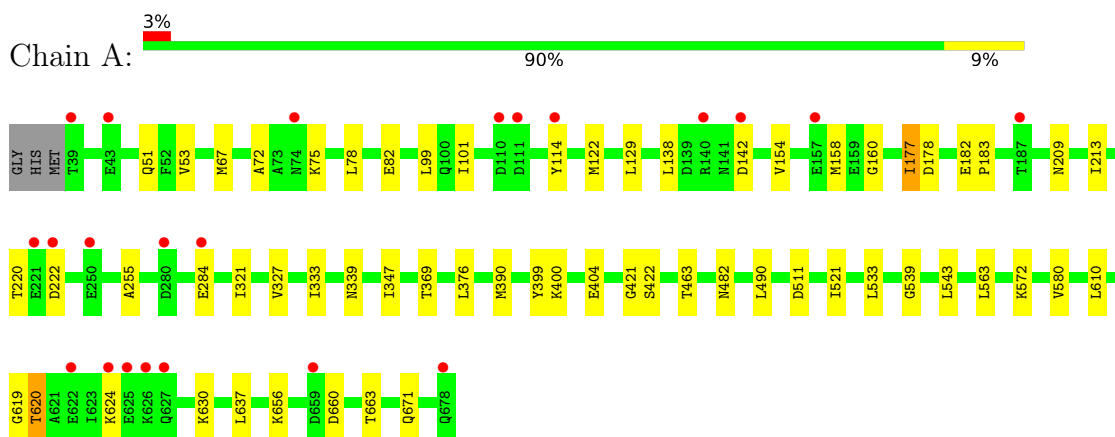 3%
Chain A:
90% 9%
GLY HIS MET T39 E43 Q51 F52 V53 M67 A72 A73 N74 K75 L78 E82 L99 Q100 I101 D110 D111 Y114 M122 L129 L138 D139 R140 N141 D142 V154 E157 M158 E159 G160 I177 D178 E182 P183 T187 N209 I213
T220 E221 D222 E250 A255 D280 E284 I321 V327 I333 N339 I347 T369 L376 M390 Y399 K400 E404 G421 S422 T463 N482 L490 D511 I521 L533 G539 L543 L563 K572 V580 L610
G619 T620 A621 E622 I623 K624 E625 K626 Q627 K630 L637 K656 D659 D660 T663 Q671 Q678